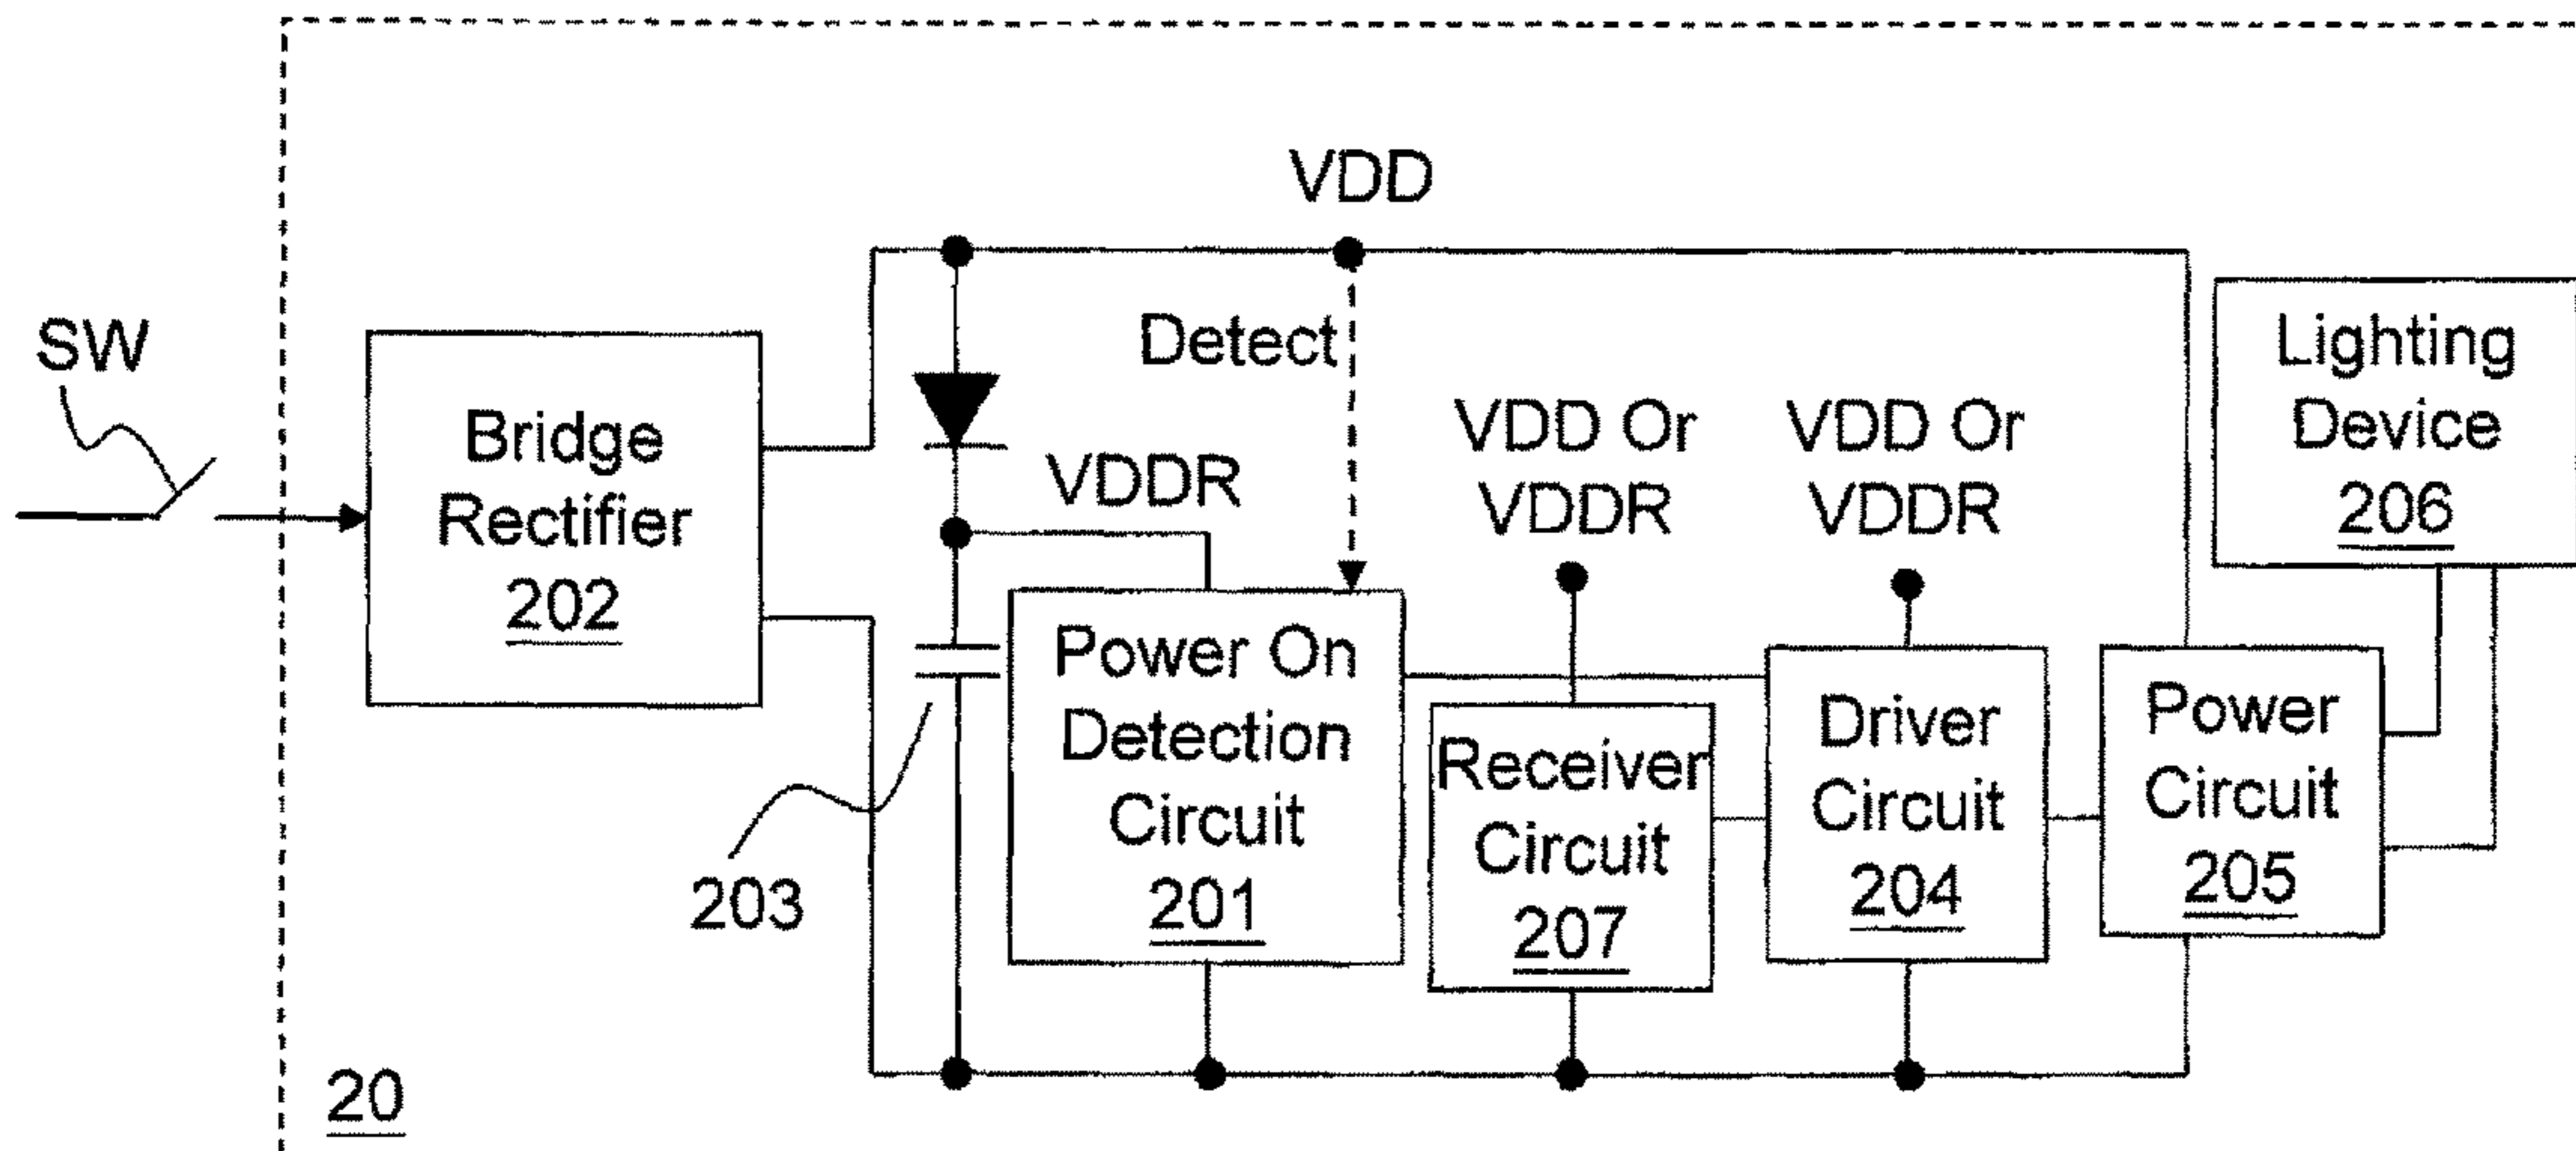 VDD
SW
Bridge
Rectifier
202
Detect
VDDR
VDD Or
VDDR
VDD Or
VDDR
Lighting
Device
206
Power On
Detection
Circuit
201
203
Receiver
Circuit
207
Driver
Circuit
204
Power
Circuit
205
20